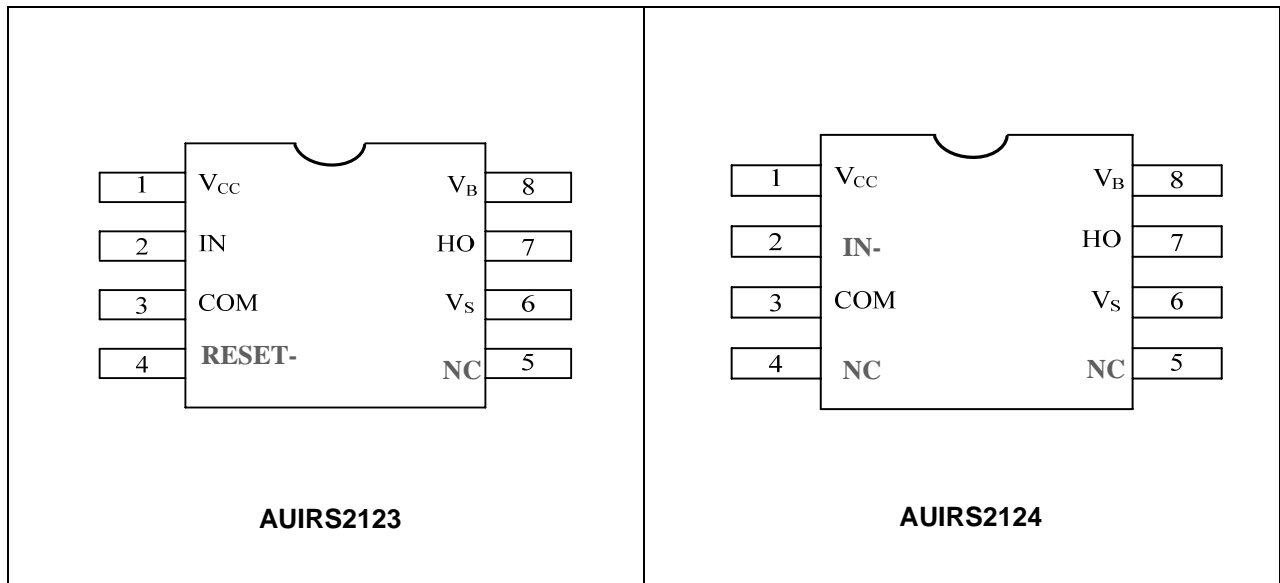 1 VCC VB 8
2 IN HO 7
3 COM VS 6
4 RESET- NC 5
AUIRS2123
1 VCC VB 8
2 IN- HO 7
3 COM VS 6
4 NC NC 5
AUIRS2124